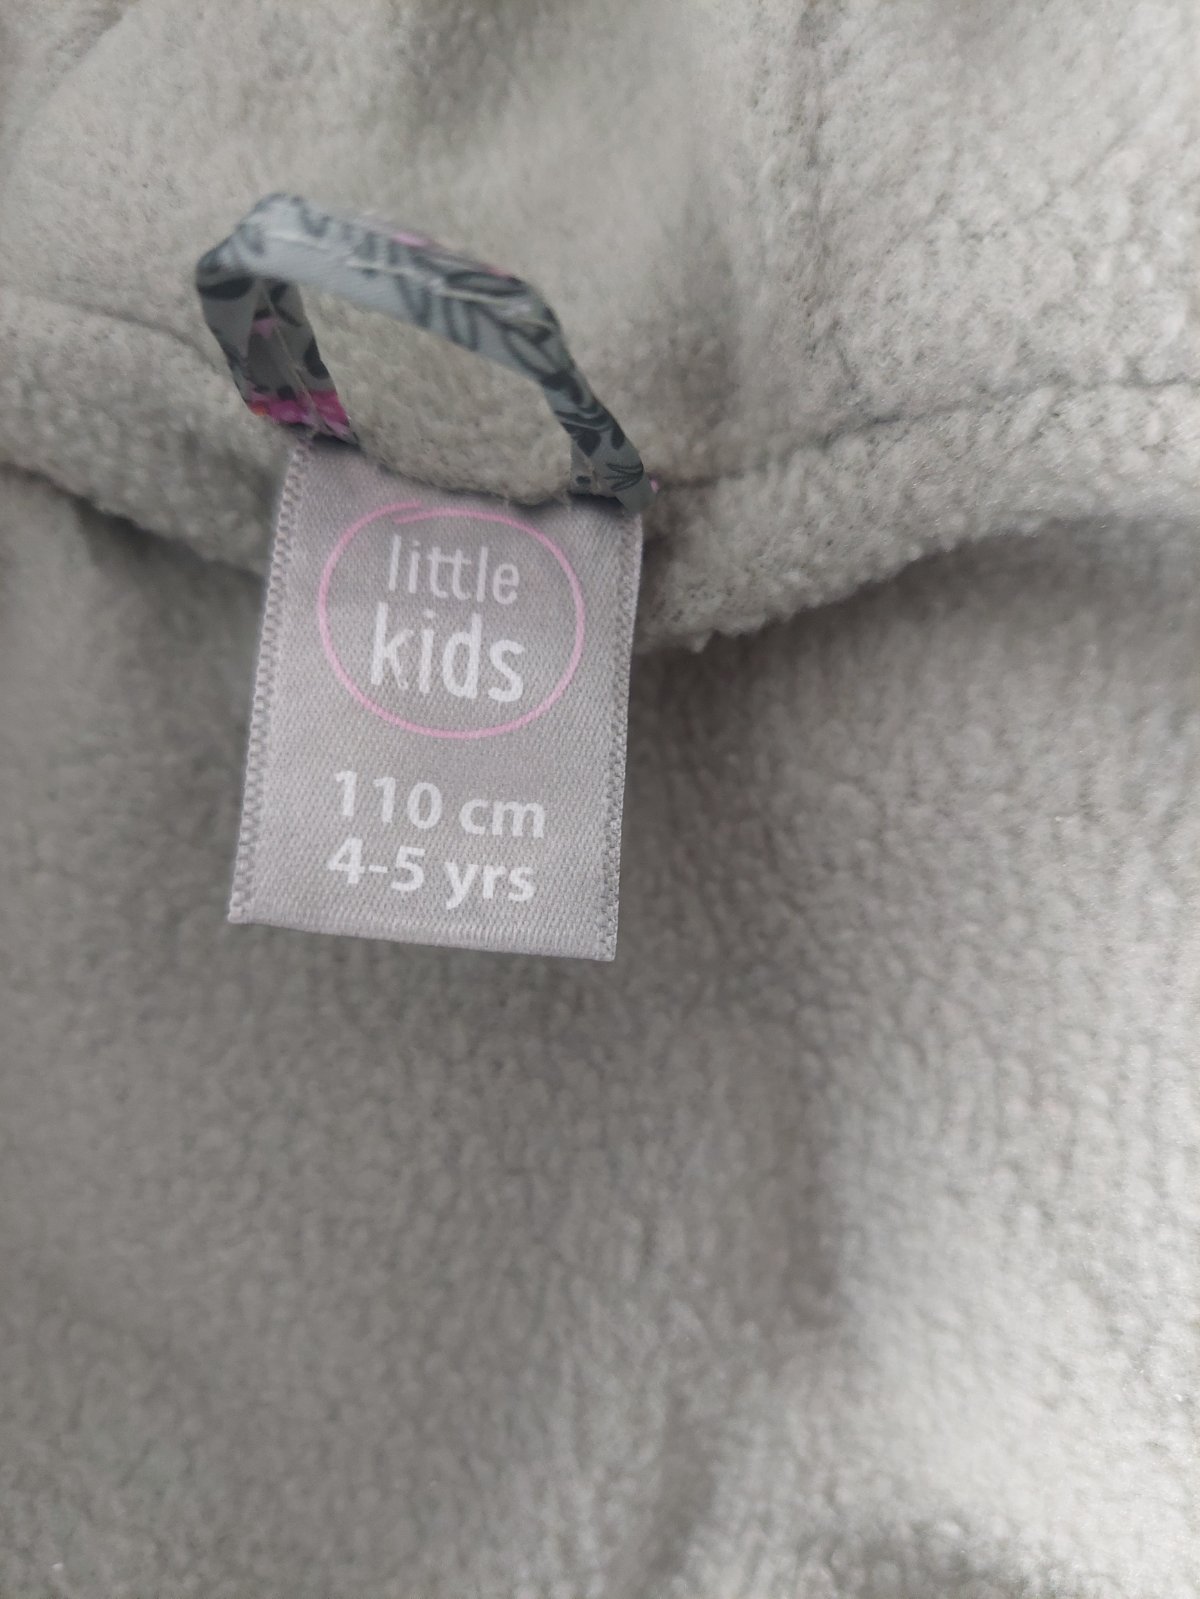 little
kids
110 cm
4-5 yrs